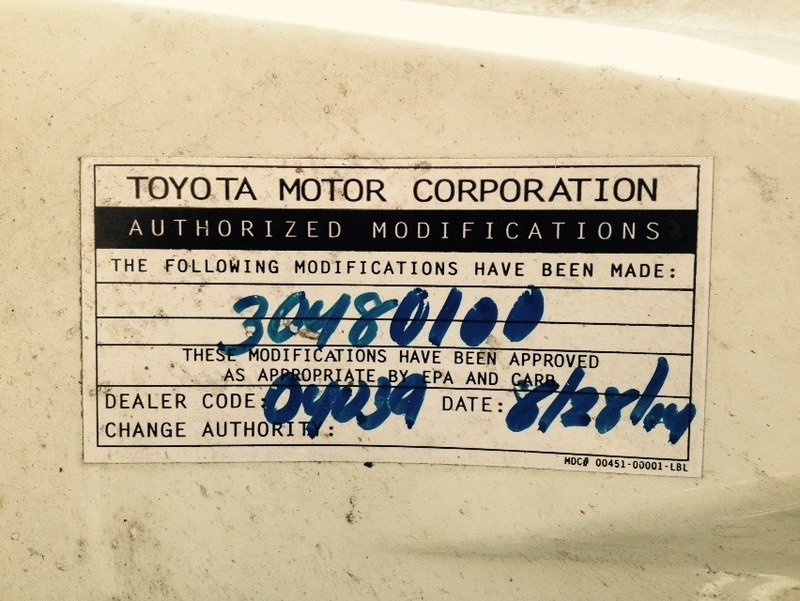 TOYOTA MOTOR CORPORATION
AUTHORIZED MODIFICATIONS
THE FOLLOWING MODIFICATIONS HAVE BEEN MADE:
30480100
THESE MODIFICATIONS HAVE BEEN APPROVED
AS APPROPRIATE BY EPA AND CARB
DEALER CODE: 04039 DATE: 8/28/14
CHANGE AUTHORITY:
MDC# 00451-00001-LBL